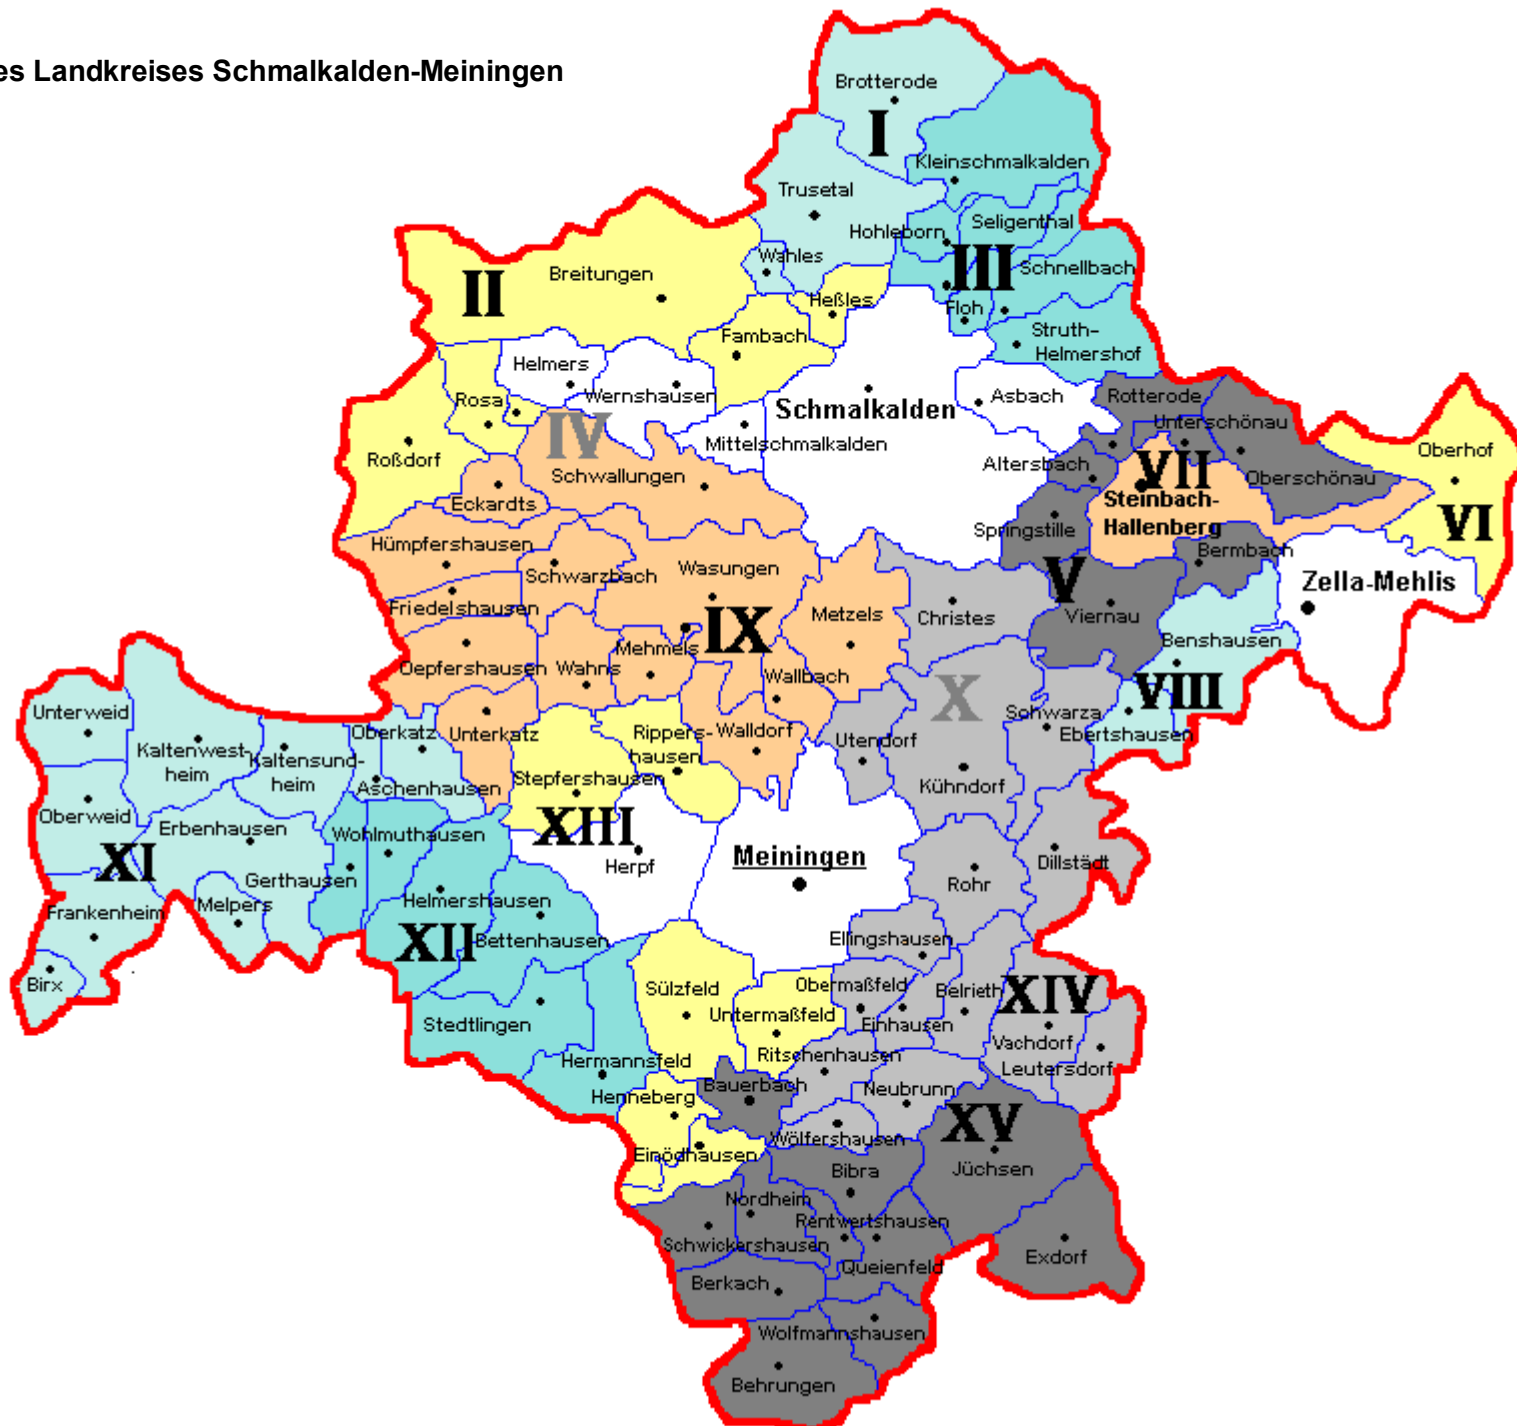 es Landkreises Schmalkalden-Meiningen
Brotterode
I
Kleinschmalkalden
Trusetal
Seligenthal
Hohleborn
Wahles
III
Schnellbach
Breitungen
II
Heßles
Floh
Fambach
Struth-
Helmershof
Helmers
Wernshausen
Asbach
Rotterode
Rosa
Schmalkalden
Unterschönau
IV
Mittelschmalkalden
Oberhof
Roßdorf
Altersbach
VII
Schwallungen
Oberschönau
Steinbach-
Hallenberg
Eckardts
VI
Springstille
Hümpfershausen
Bermbach
Schwarzbach
Wasungen
V
Zella-Mehlis
Friedelshausen
Metzels
Christes
Viernau
IX
Benshausen
Mehmels
Oepfershausen
Wahns
Wallbach
VIII
X
Unterweid
Schwarza
Oberkatz
Unterkatz
Rippers-
hausen
Walldorf
Utendorf
Ebertshausen
Kaltenwest-
heim
Kaltensund-
heim
Stepfershausen
Aschenhausen
Kühndorf
Oberweid
Erbenhausen
Wohlmuthausen
XIII
Meiningen
Herpf
Dillstädt
XI
Gerthausen
Rohr
Melpers
Helmershausen
Frankenheim
XII
Bettenhausen
Ellingshausen
Birx
Sülzfeld
Obermaßfeld
Belrieth
XIV
Stedtlingen
Untermaßfeld
Einhausen
Vachdorf
Hermannsfeld
Ritschenhausen
Leutersdorf
Bauerbach
Neubrunn
Henneberg
XV
Wölfershausen
Einödhausen
Bibra
Jüchsen
Nordheim
Rentwertshausen
Schwickershausen
Exdorf
Queienfeld
Berkach
Wolfmannshausen
Behrungen